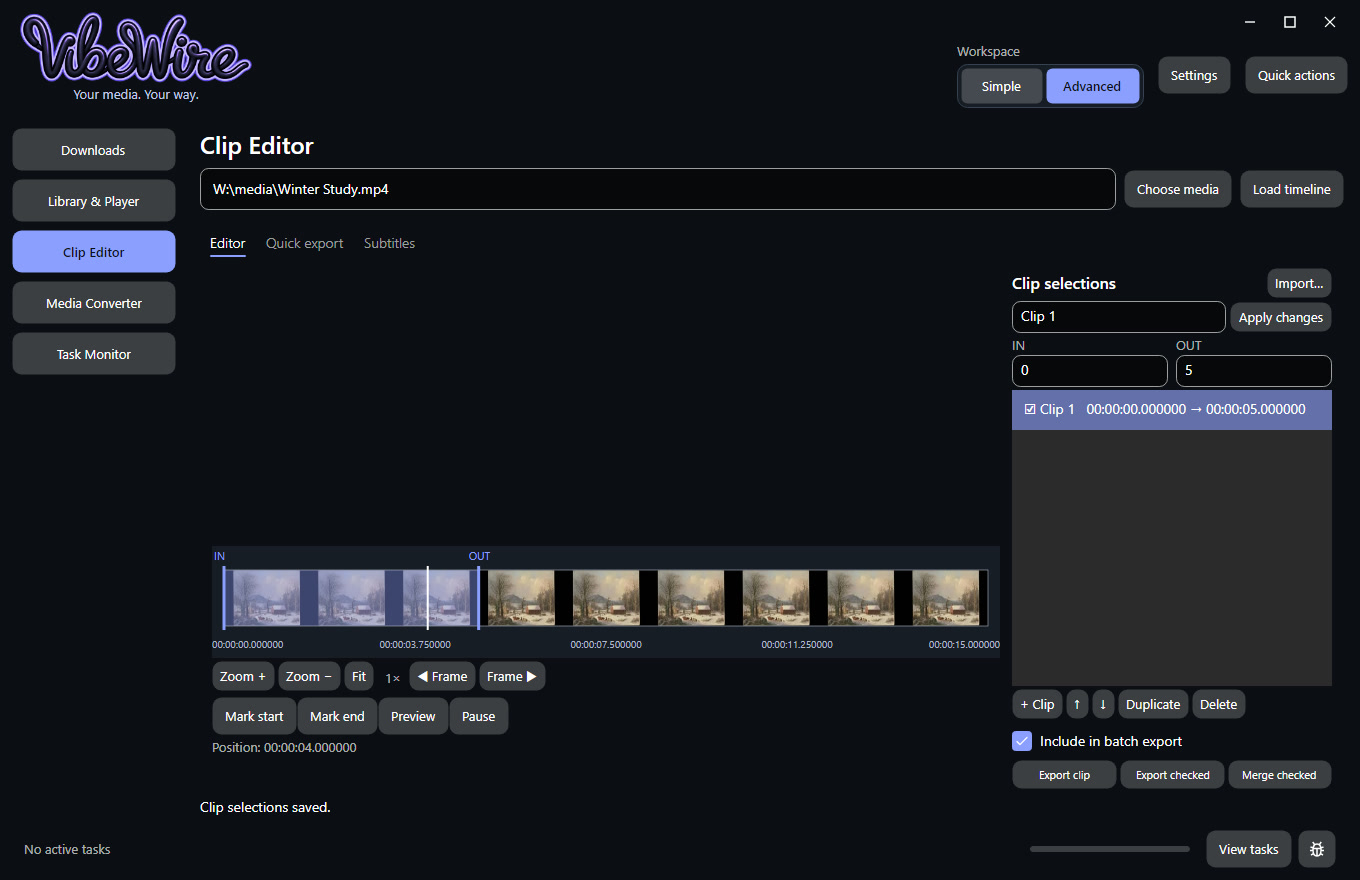 VibeWire
Your media. Your way.
Workspace
Simple
Advanced
Settings
Quick actions
Downloads
Library & Player
Clip Editor
Media Converter
Task Monitor
Clip Editor
W:\media\Winter Study.mp4
Choose media
Load timeline
Editor
Quick export
Subtitles
Clip selections
Import...
Clip 1
Apply changes
IN
OUT
0
5
☑ Clip 1 00:00:00.000000 → 00:00:05.000000
IN
OUT
00:00:00.000000
00:00:03.750000
00:00:07.500000
00:00:11.250000
00:00:15.000000
Zoom +
Zoom −
Fit
1×
◀ Frame
Frame ▶
Mark start
Mark end
Preview
Pause
Position: 00:00:04.000000
+ Clip
↑
↓
Duplicate
Delete
Include in batch export
Export clip
Export checked
Merge checked
Clip selections saved.
No active tasks
View tasks